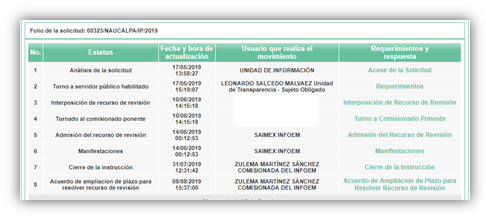 Folio de la solicitud: 00323/NAUCALPA/IP/2019
No. Estatus Fecha y hora de actualización Usuario que realiza el movimiento Requerimientos y respuesta
1 Análisis de la solicitud 17/05/2019 13:58:27 UNIDAD DE INFORMACIÓN Acuse de la Solicitud
2 Turno a servidor público habilitado 17/05/2019 15:19:07 LEONARDO SALCEDO MALVAEZ Unidad de Transparencia - Sujeto Obligado Requerimientos
3 Interposición de Recurso de revisión 10/06/2019 14:15:18 Interposición de Recurso de Revisión
4 Turnado al comisionado ponente 10/06/2019 14:15:18 Turno a Comisionado Ponente
5 Admisión del recurso de revisión 14/06/2019 00:12:53 SAIMEX INFOEM Admisión del Recurso de Revisión
6 Manifestaciones 14/06/2019 00:12:53 SAIMEX INFOEM Manifestaciones
7 Cierre de la instrucción 31/07/2019 12:31:42 ZULEMA MARTÍNEZ SÁNCHEZ COMISIONADA DEL INFOEM Cierre de la Instrucción
8 Acuerdo de ampliacion de plazo para resolver recurso de revisión 06/08/2019 15:37:00 ZULEMA MARTÍNEZ SÁNCHEZ COMISIONADA DEL INFOEM Acuerdo de Ampliacion de Plazo para Resolver Recurso de Revisión